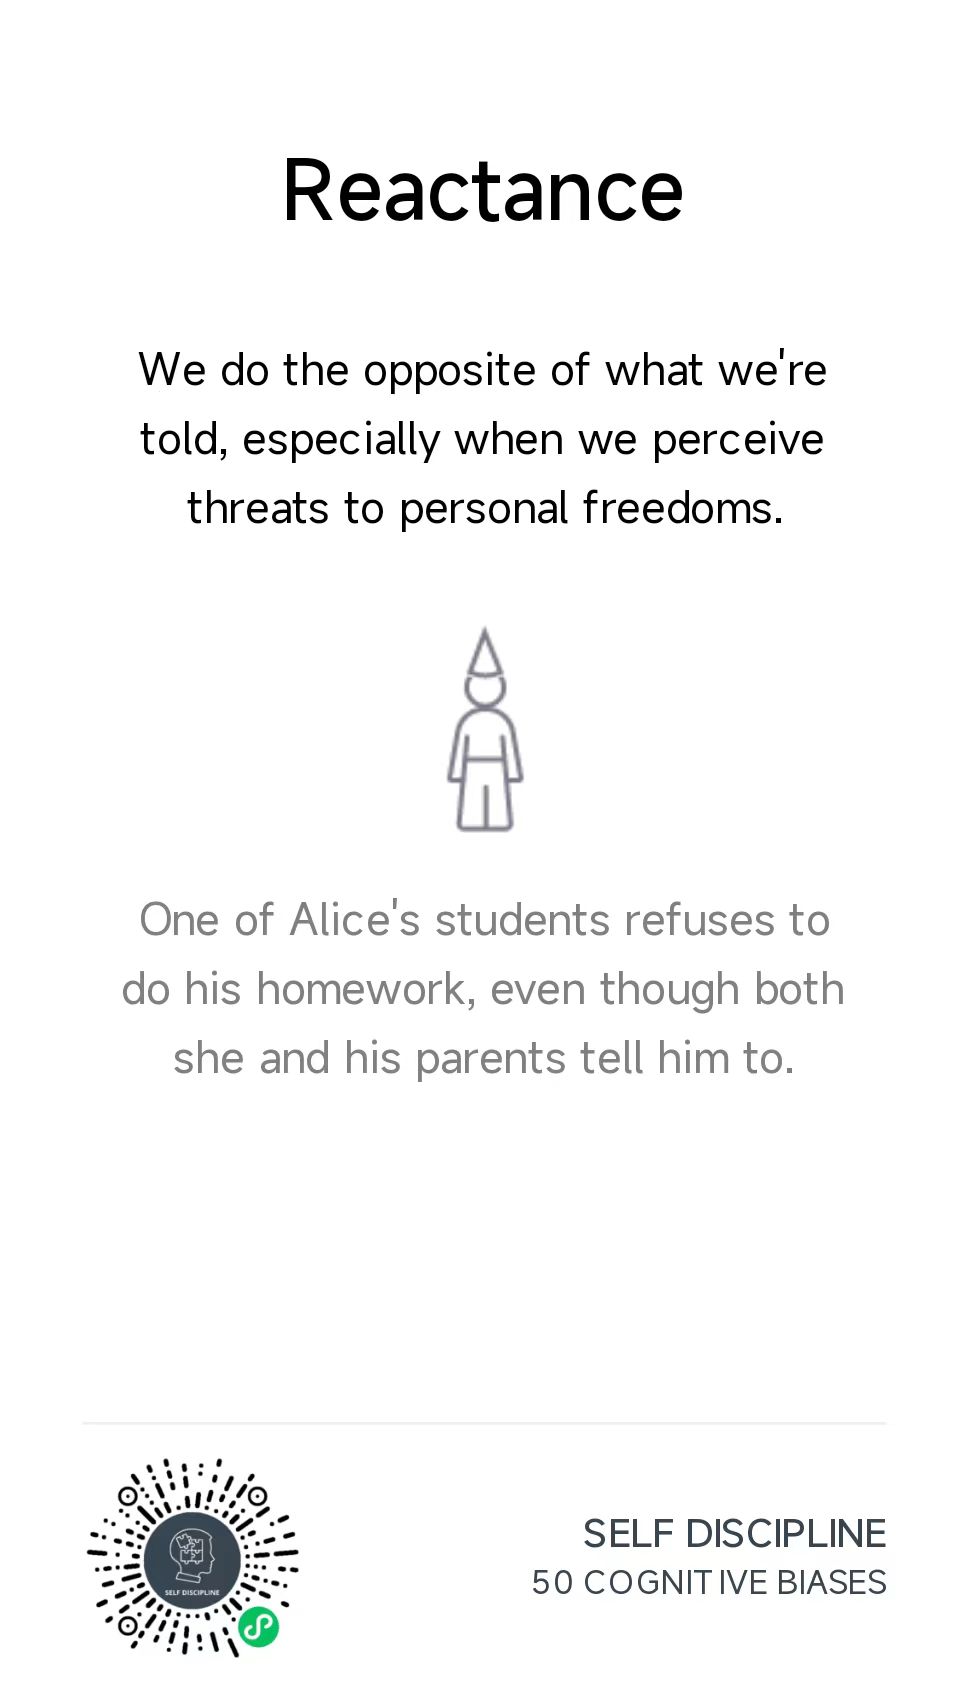 Reactance
We do the opposite of what we're
told, especially when we perceive
threats to personal freedoms.
One of Alice's students refuses to
do his homework, even though both
she and his parents tell him to.
SELF DISCIPLINE
SELF DISCIPLINE
50 COGNITIVE BIASES